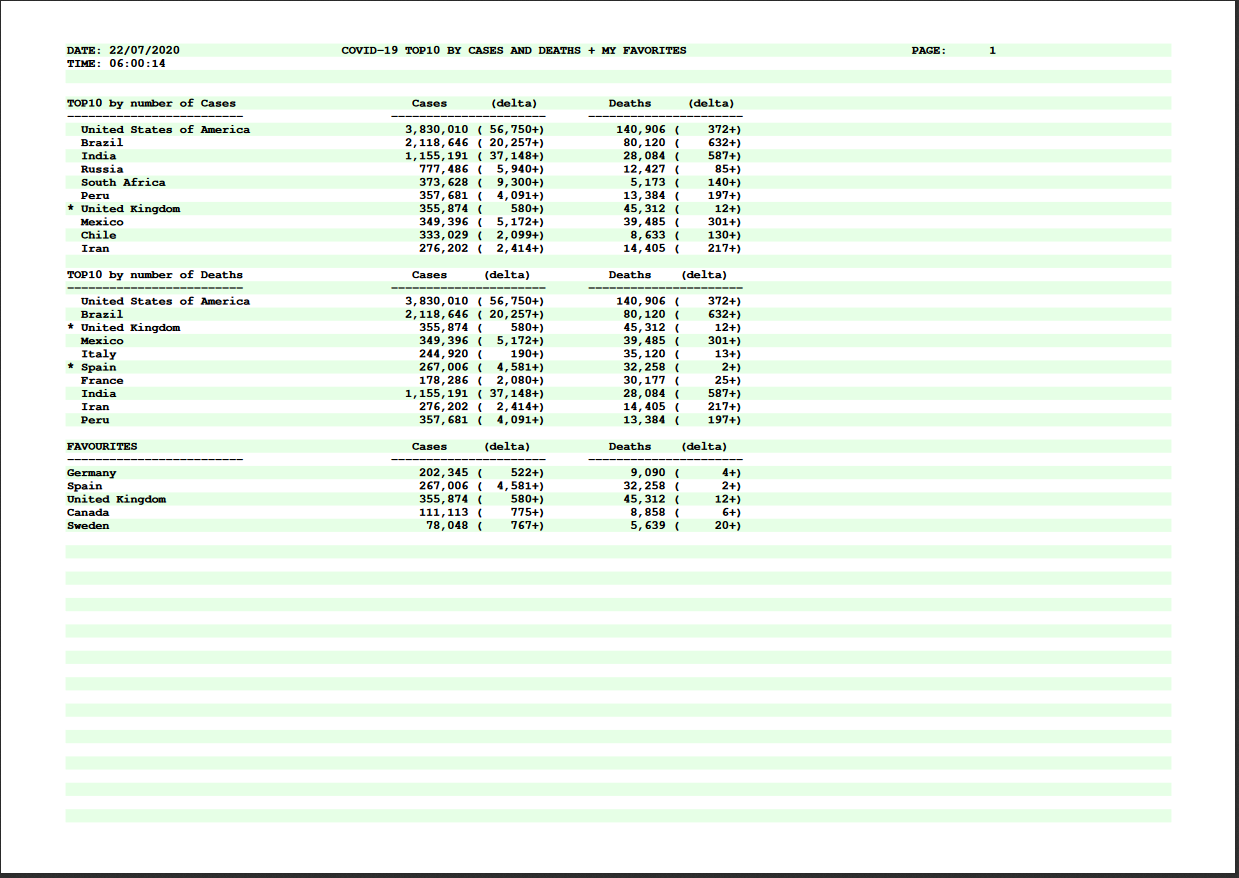 DATE: 22/07/2020 COVID-19 TOP10 BY CASES AND DEATHS + MY FAVORITES PAGE: 1
TIME: 06:00:14
TOP10 by number of Cases Cases (delta) Deaths (delta)
------------------------- ---------------------- ----------------------
United States of America 3,830,010 ( 56,750+) 140,906 ( 372+)
Brazil 2,118,646 ( 20,257+) 80,120 ( 632+)
India 1,155,191 ( 37,148+) 28,084 ( 587+)
Russia 777,486 ( 5,940+) 12,427 ( 85+)
South Africa 373,628 ( 9,300+) 5,173 ( 140+)
Peru 357,681 ( 4,091+) 13,384 ( 197+)
* United Kingdom 355,874 ( 580+) 45,312 ( 12+)
Mexico 349,396 ( 5,172+) 39,485 ( 301+)
Chile 333,029 ( 2,099+) 8,633 ( 130+)
Iran 276,202 ( 2,414+) 14,405 ( 217+)
TOP10 by number of Deaths Cases (delta) Deaths (delta)
------------------------- ---------------------- ----------------------
United States of America 3,830,010 ( 56,750+) 140,906 ( 372+)
Brazil 2,118,646 ( 20,257+) 80,120 ( 632+)
* United Kingdom 355,874 ( 580+) 45,312 ( 12+)
Mexico 349,396 ( 5,172+) 39,485 ( 301+)
Italy 244,920 ( 190+) 35,120 ( 13+)
* Spain 267,006 ( 4,581+) 32,258 ( 2+)
France 178,286 ( 2,080+) 30,177 ( 25+)
India 1,155,191 ( 37,148+) 28,084 ( 587+)
Iran 276,202 ( 2,414+) 14,405 ( 217+)
Peru 357,681 ( 4,091+) 13,384 ( 197+)
FAVOURITES Cases (delta) Deaths (delta)
------------------------- ---------------------- ----------------------
Germany 202,345 ( 522+) 9,090 ( 4+)
Spain 267,006 ( 4,581+) 32,258 ( 2+)
United Kingdom 355,874 ( 580+) 45,312 ( 12+)
Canada 111,113 ( 775+) 8,858 ( 6+)
Sweden 78,048 ( 767+) 5,639 ( 20+)